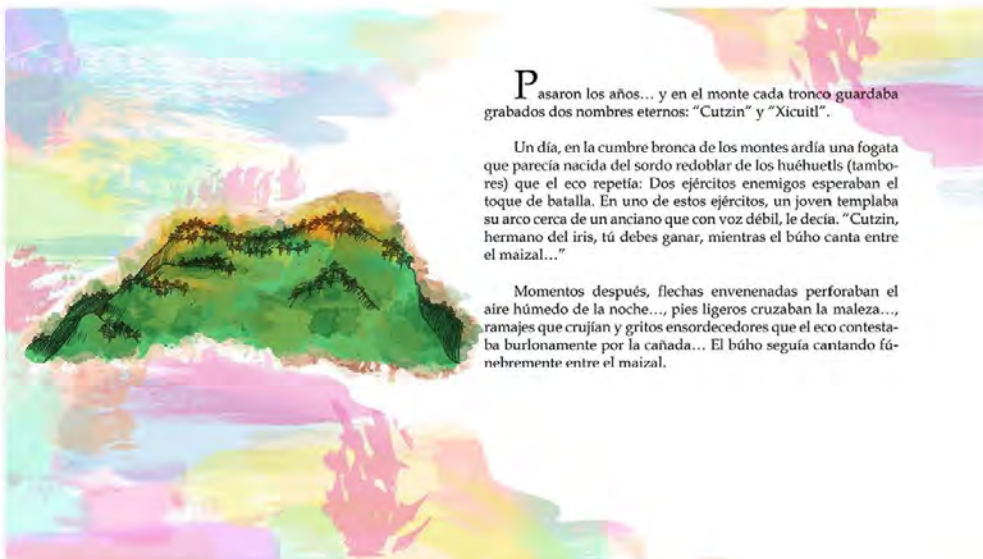 Pasaron los años... y en el monte cada tronco guardaba
grabados dos nombres eternos: “Cutzin” y “Xicuitl”.
Un día, en la cumbre bronca de los montes ardía una fogata
que parecía nacida del sordo redoblar de los huéhuetls (tambo-
res) que el eco repetía: Dos ejércitos enemigos esperaban el
toque de batalla. En uno de estos ejércitos, un joven templaba
su arco cerca de un anciano que con voz débil, le decía. “Cutzin,
hermano del iris, tú debes ganar, mientras el búho canta entre
el maizal...”
Momentos después, flechas envenenadas perforaban el
aire húmedo de la noche..., pies ligeros cruzaban la maleza...,
ramajes que crujían y gritos ensordecedores que el eco contesta-
ba burlonamente por la cañada... El búho seguía cantando fú-
nebremente entre el maizal.